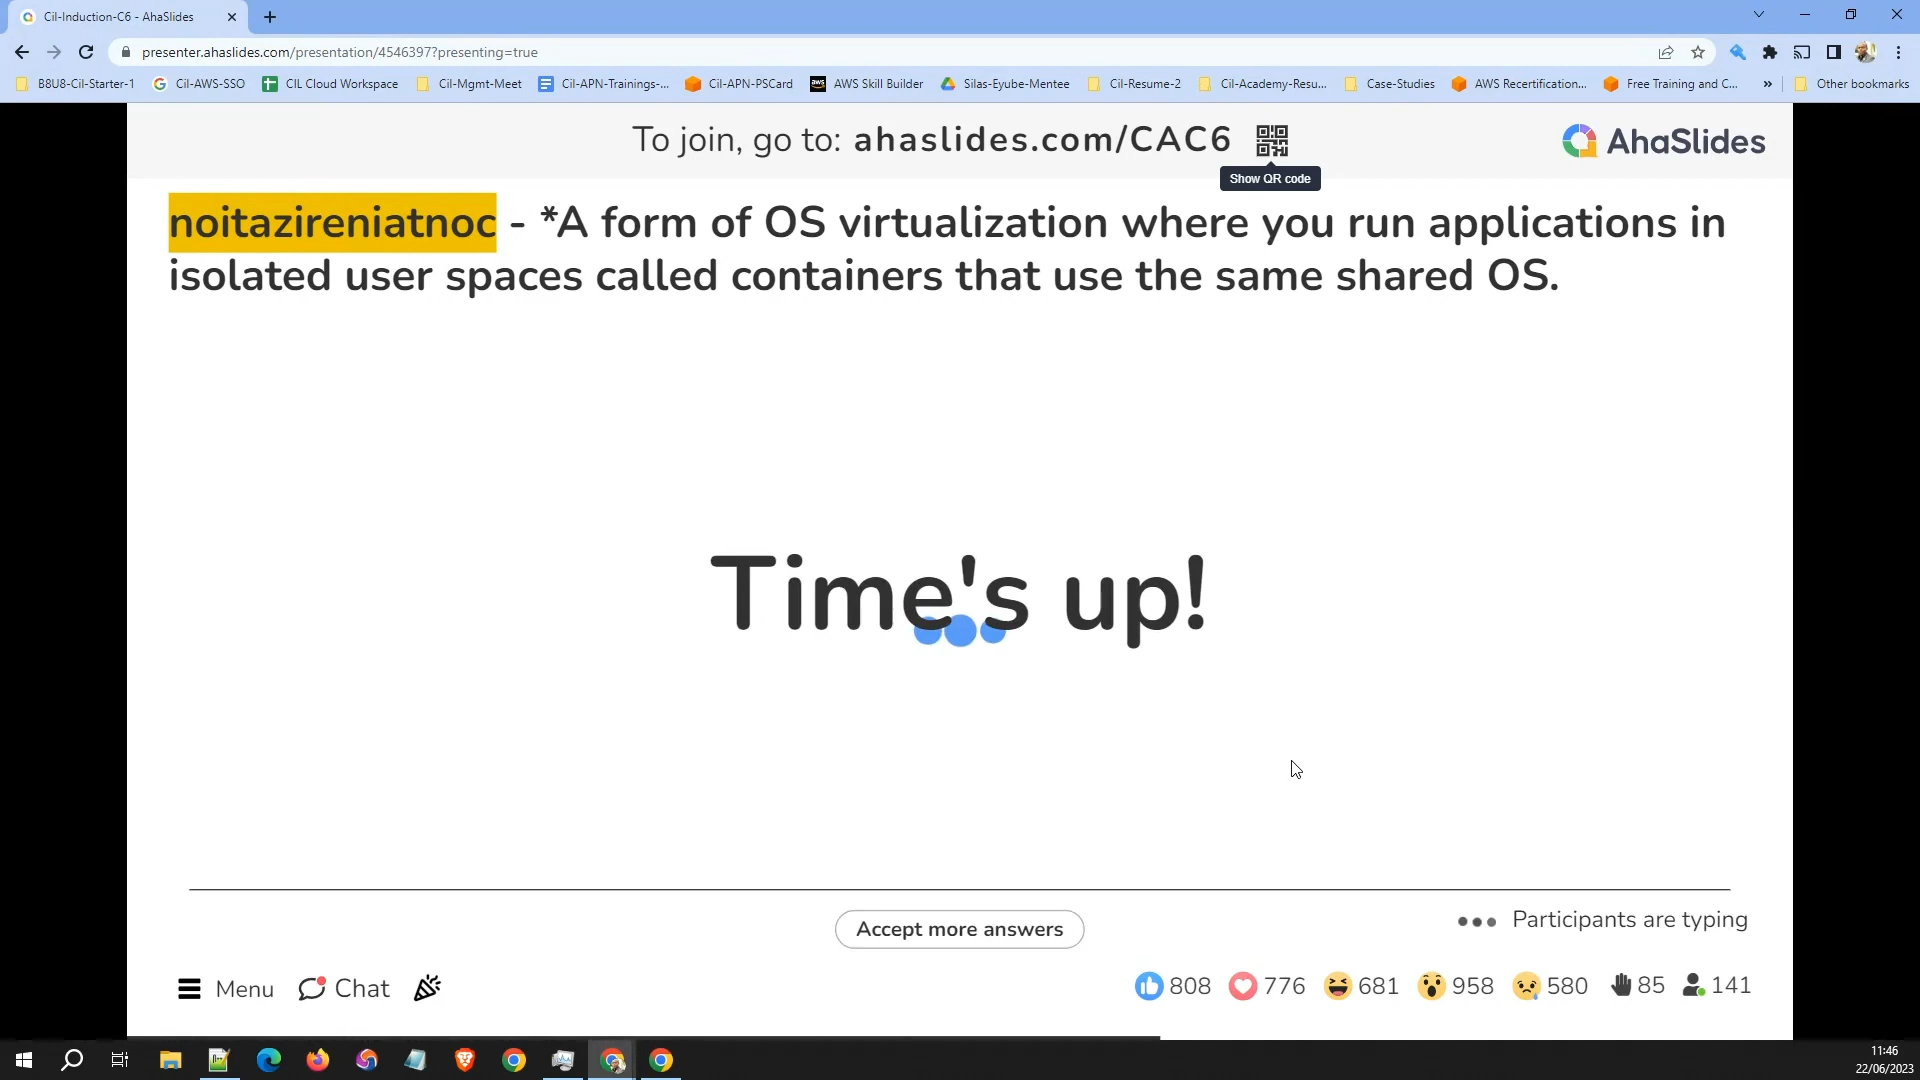 Cil-Induction-C6 - AhaSlides
presenter.ahaslides.com/presentation/4546397?presenting=true
B8U8-Cil-Starter-1 Cil-AWS-SSO CIL Cloud Workspace Cil-Mgmt-Meet Cil-APN-Trainings-... Cil-APN-PSCard aws AWS Skill Builder Silas-Eyube-Mentee Cil-Resume-2 Cil-Academy-Resu... Case-Studies AWS Recertification... Free Training and C... » Other bookmarks
To join, go to: ahaslides.com/CAC6 AhaSlides
Show QR code
noitazireniatnoc - *A form of OS virtualization where you run applications in
isolated user spaces called containers that use the same shared OS.
Time's up!
Accept more answers Participants are typing
Menu Chat 808 776 681 958 580 85 141
11:46
22/06/2023